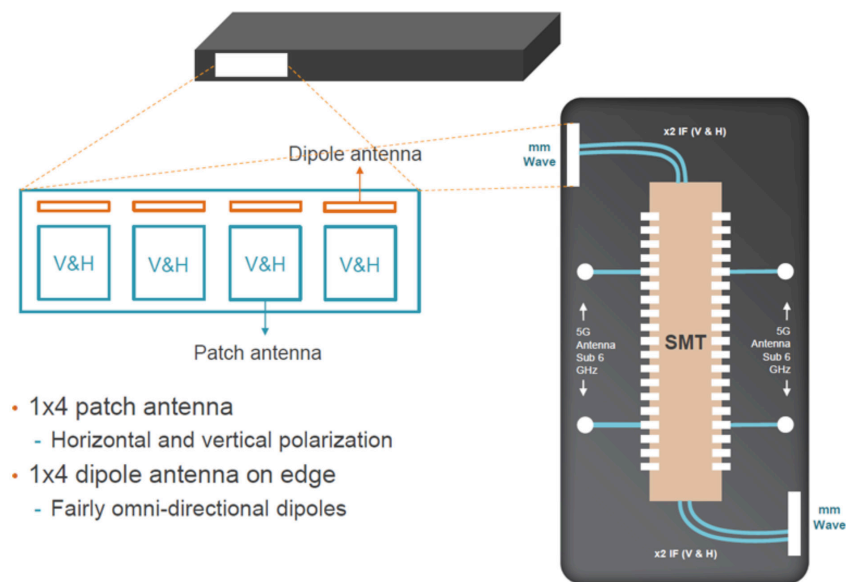 Dipole antenna
V&H
V&H
V&H
V&H
Patch antenna
• 1x4 patch antenna
- Horizontal and vertical polarization
• 1x4 dipole antenna on edge
- Fairly omni-directional dipoles
x2 IF (V & H)
mm
Wave
5G
Antenna
Sub 6
GHz
SMT
5G
Antenna
Sub 6
GHz
mm
Wave
x2 IF (V & H)